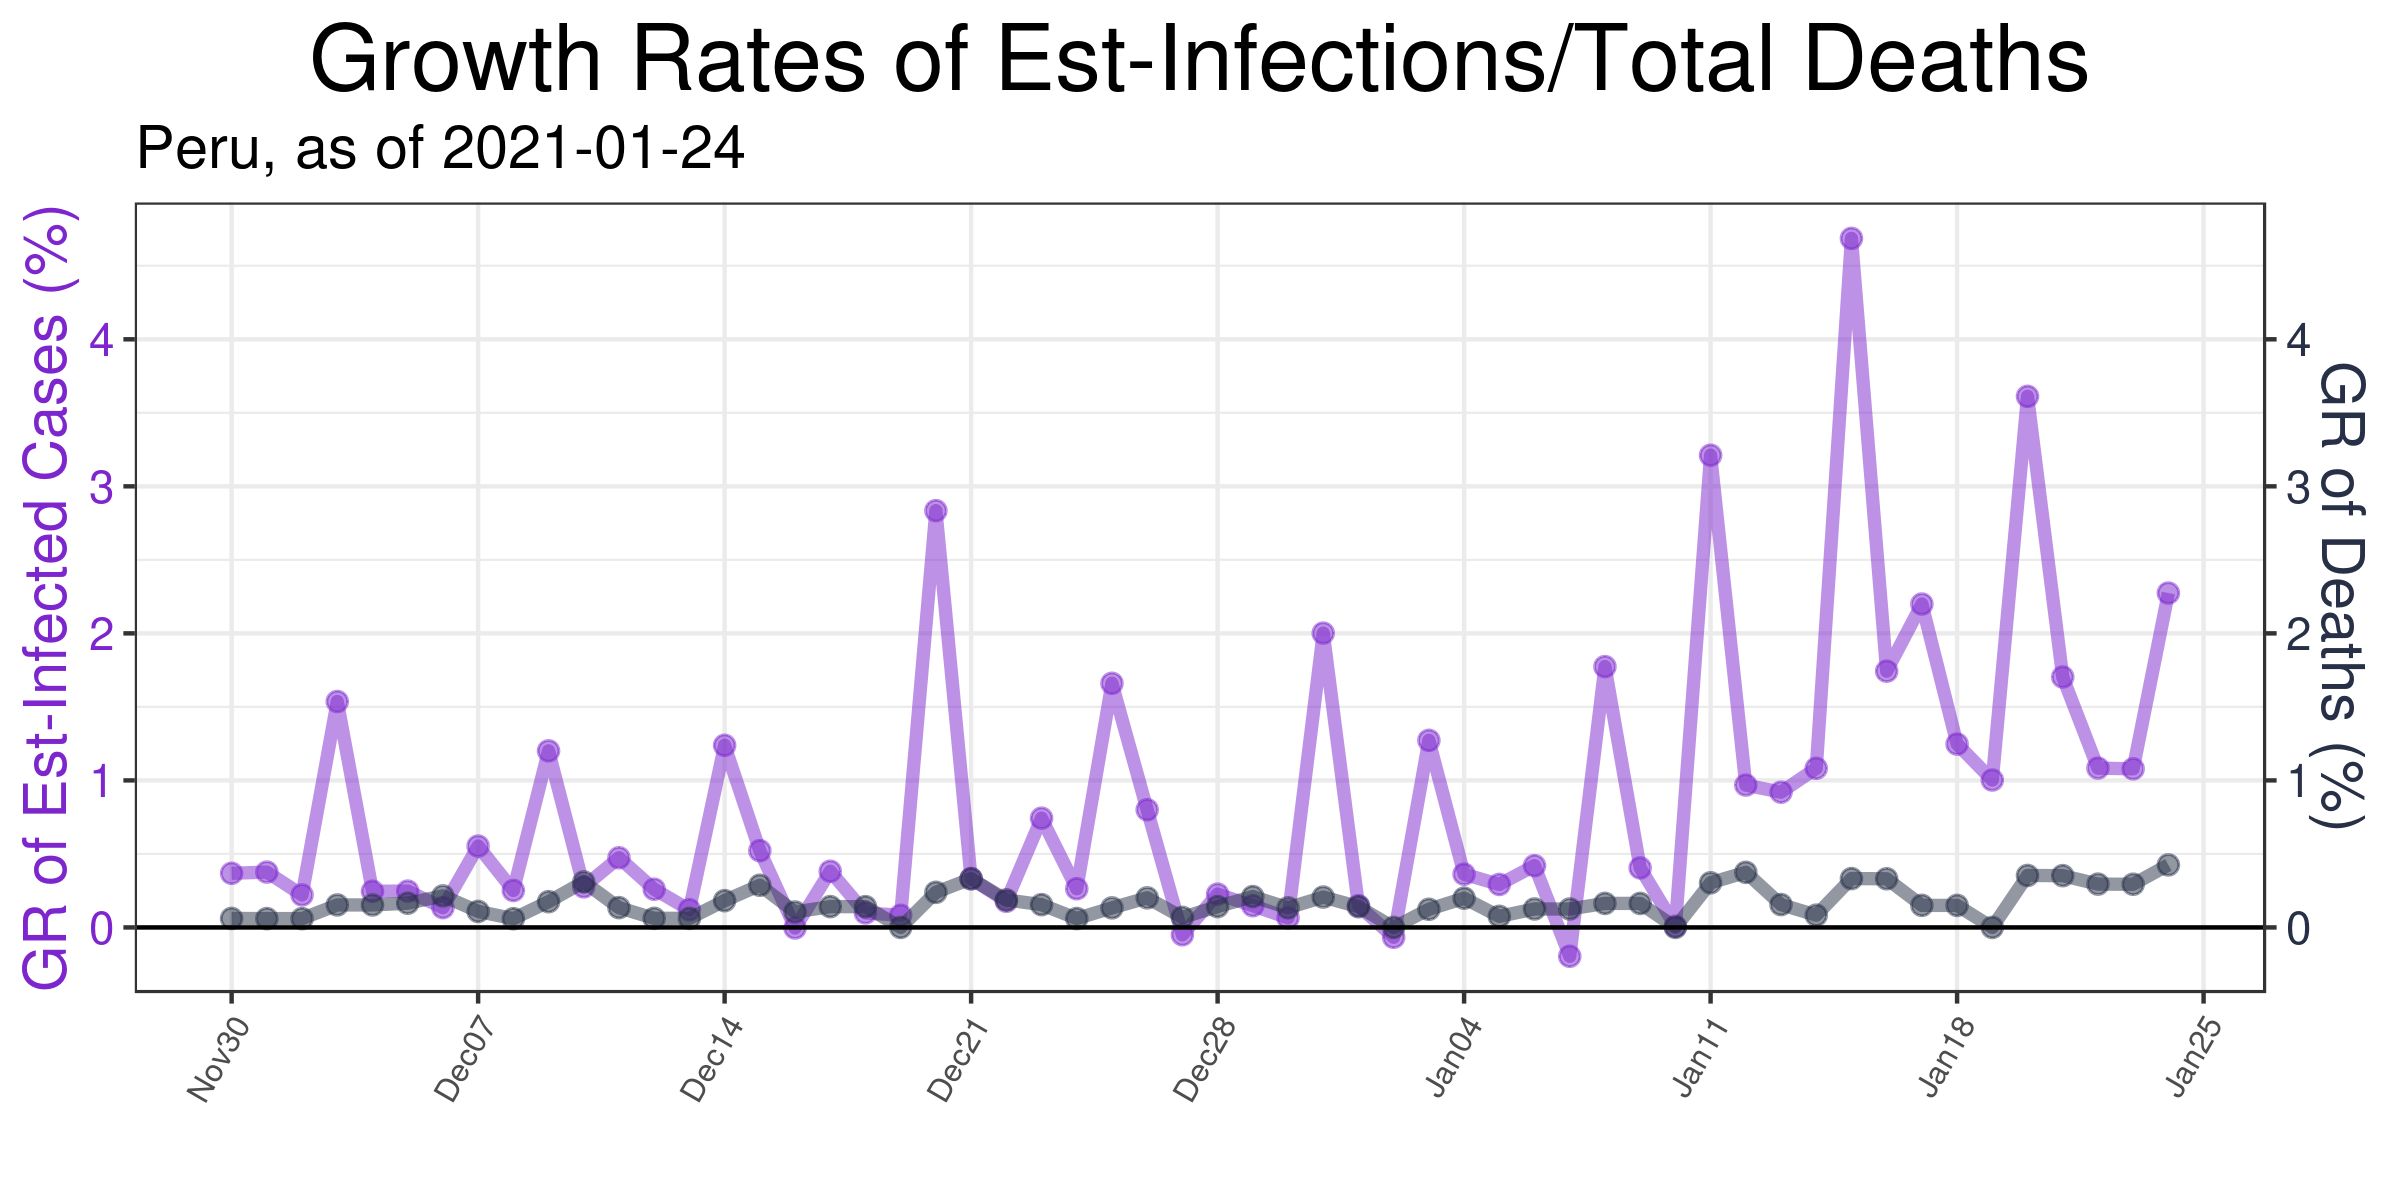 Growth Rates of Est-Infections/Total Deaths
Peru, as of 2021-01-24
GR of Est-Infected Cases (%)
4
3
2
1
0
4
3
2
1
0
GR of Deaths (%)
Nov30
Dec07
Dec14
Dec21
Dec28
Jan04
Jan11
Jan18
Jan25